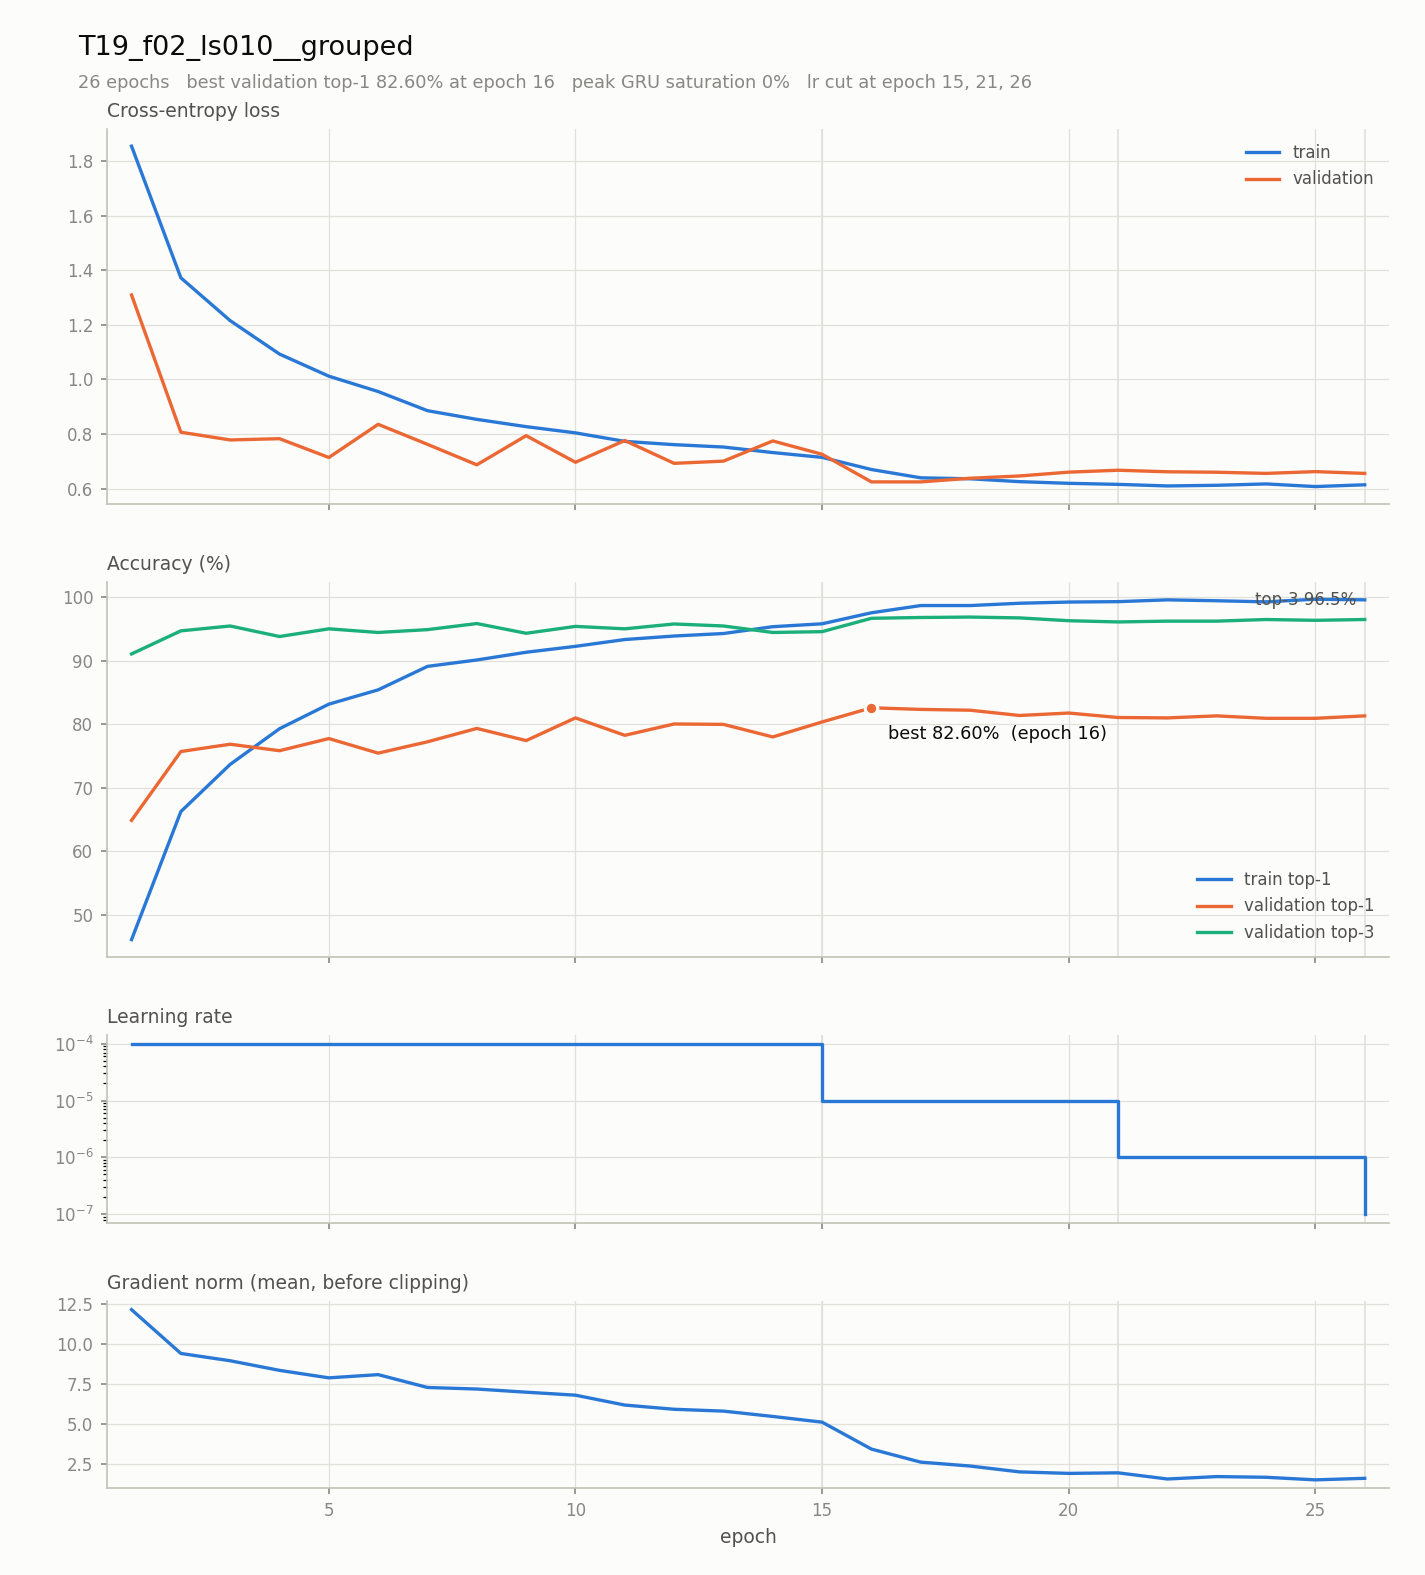 T19_f02_ls010__grouped
26 epochs   best validation top-1 82.60% at epoch 16   peak GRU saturation 0%   lr cut at epoch 15, 21, 26
Cross-entropy loss
train
validation
1.8
1.6
1.4
1.2
1.0
0.8
0.6
Accuracy (%)
100
90
80
70
60
50
top-3 96.5%
best 82.60%  (epoch 16)
train top-1
validation top-1
validation top-3
Learning rate
10⁻⁴
10⁻⁵
10⁻⁶
10⁻⁷
Gradient norm (mean, before clipping)
12.5
10.0
7.5
5.0
2.5
5 10 15 20 25
epoch